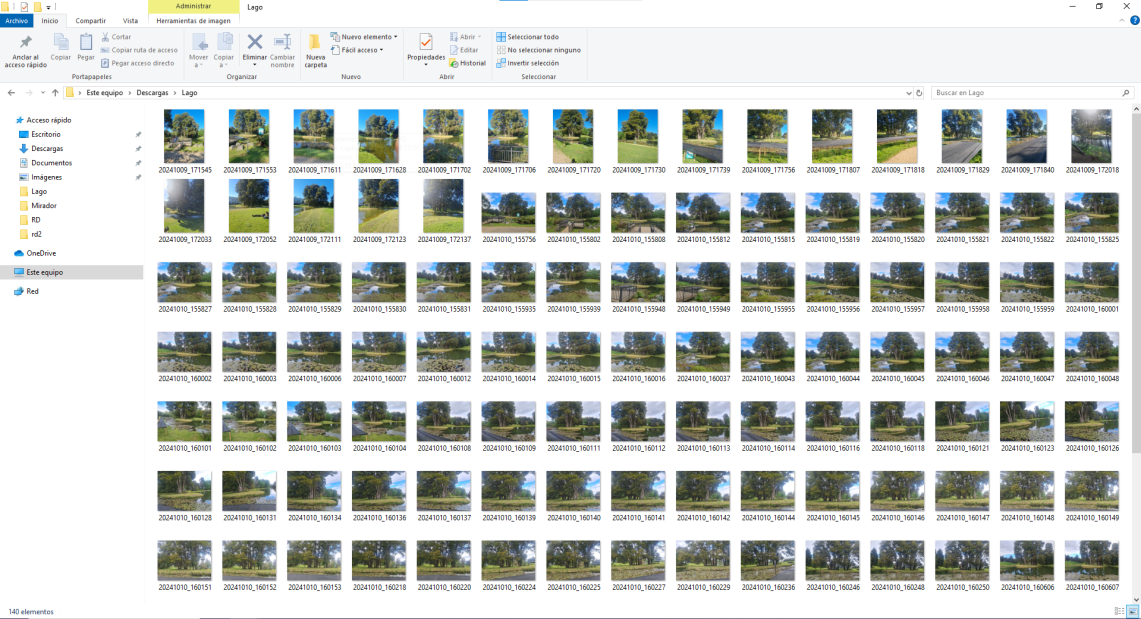 Administrar
Lago
Archivo
Inicio
Compartir
Vista
Herramientas de imagen
Anclar al
acceso rápido
Copiar
Pegar
Cortar
Copiar ruta de acceso
Pegar acceso directo
Portapapeles
Mover
a
Copiar
a
Eliminar
Cambiar
nombre
Organizar
Nueva
carpeta
Nuevo elemento
Fácil acceso
Nuevo
Propiedades
Abrir
Editar
Historial
Abrir
Seleccionar todo
No seleccionar ninguno
Invertir selección
Seleccionar
Este equipo > Descargas > Lago
Buscar en Lago
Acceso rápido
Escritorio
Descargas
Documentos
Imágenes
Lago
Mirador
RD
rd2
OneDrive
Este equipo
Red
20241009_171545 20241009_171553 20241009_171611 20241009_171628 20241009_171702 20241009_171706 20241009_171720 20241009_171730 20241009_171739 20241009_171756 20241009_171807 20241009_171818 20241009_171829 20241009_171840 20241009_172018
20241009_172033 20241009_172052 20241009_172111 20241009_172123 20241009_172137 20241010_155756 20241010_155802 20241010_155808 20241010_155812 20241010_155815 20241010_155819 20241010_155820 20241010_155821 20241010_155822 20241010_155825
20241010_155827 20241010_155828 20241010_155829 20241010_155830 20241010_155831 20241010_155935 20241010_155939 20241010_155948 20241010_155949 20241010_155955 20241010_155956 20241010_155957 20241010_155958 20241010_155959 20241010_160001
20241010_160002 20241010_160003 20241010_160006 20241010_160007 20241010_160012 20241010_160014 20241010_160015 20241010_160016 20241010_160037 20241010_160043 20241010_160044 20241010_160045 20241010_160046 20241010_160047 20241010_160048
20241010_160101 20241010_160102 20241010_160103 20241010_160104 20241010_160108 20241010_160109 20241010_160111 20241010_160112 20241010_160113 20241010_160114 20241010_160116 20241010_160118 20241010_160121 20241010_160123 20241010_160126
20241010_160128 20241010_160131 20241010_160134 20241010_160136 20241010_160137 20241010_160139 20241010_160140 20241010_160141 20241010_160142 20241010_160144 20241010_160145 20241010_160146 20241010_160147 20241010_160148 20241010_160149
20241010_160151 20241010_160152 20241010_160153 20241010_160218 20241010_160220 20241010_160224 20241010_160225 20241010_160227 20241010_160229 20241010_160236 20241010_160246 20241010_160248 20241010_160250 20241010_160606 20241010_160607
140 elementos